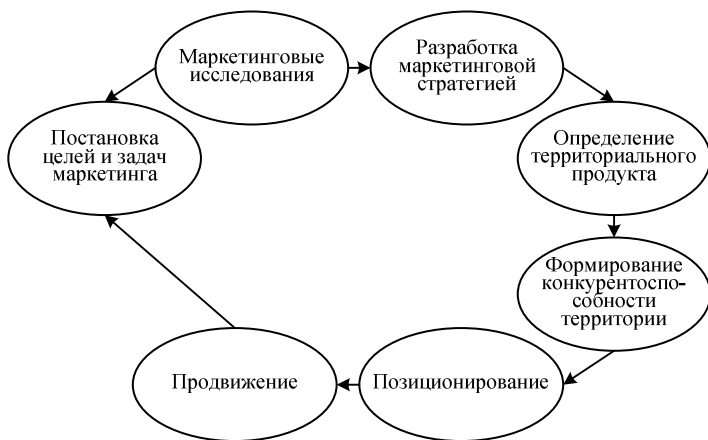 Маркетинговые
исследования
Разработка
маркетинговой
стратегией
Постановка
целей и задач
маркетинга
Определение
территориального
продукта
Формирование
конкурентоспо-
собности
территории
Продвижение
Позиционирование